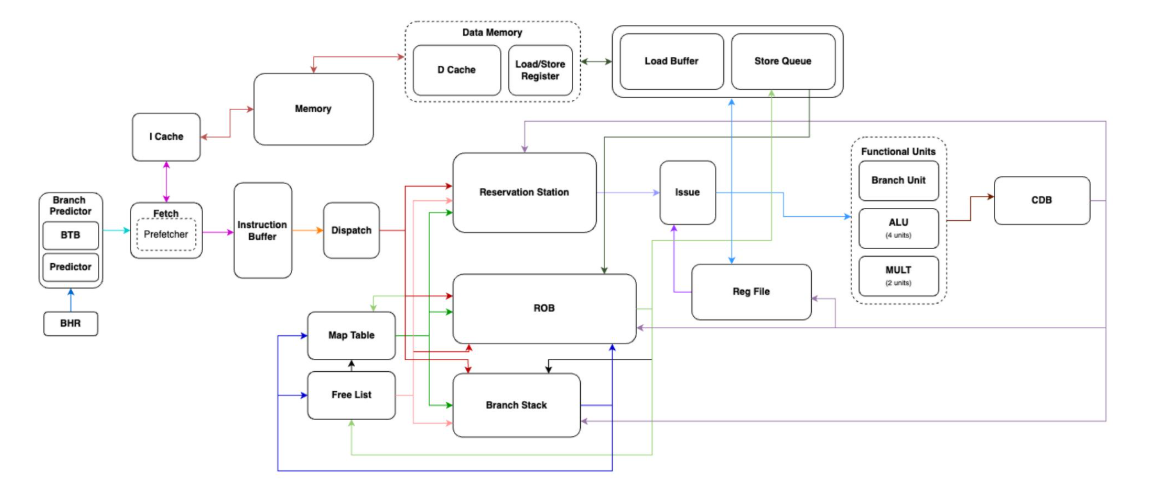 Data Memory
D Cache
Load/Store
Register
Load Buffer
Store Queue
Memory
I Cache
Branch
Predictor
BTB
Predictor
BHR
Fetch
Prefetcher
Instruction
Buffer
Dispatch
Reservation Station
Issue
Functional Units
Branch Unit
ALU
(4 units)
MULT
(2 units)
CDB
Reg File
ROB
Map Table
Free List
Branch Stack